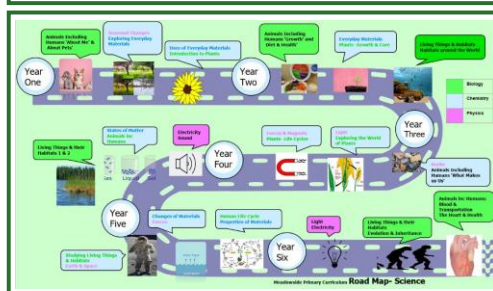 Animals Including
Humans 'About Me' &
About Pets'
Seasonal Changes
Exploring Everyday
Materials
Uses of Everyday Materials
Introduction to Plants
Animals Including
Humans 'Growth' and
Diet & Health'
Everyday Materials
Plants Growth & Care
Living Things & Habitats
Habitats around the World
Year
One
Year
Two
Biology
Chemistry
Physics
Year
Three
Rocks
Animals Including
Humans 'What Makes
us Us'
Light
Exploring the World
of Plants
Forces & Magnets
Plants- Life Cycles
Year
Four
Electricity
Sound
States of Matter
Animals inc
Humans
Gas
Liquid
Living Things & their
Habitats 1 & 2
Year
Five
Studying Living Things
& Habitats
Earth & Space
Changes of Materials
Forces
Human Life Cycle
Properties of Materials
Year
Six
Light
Electricity
Living Things & their
Habitats
Evolution & Inheritance
Animals inc Humans:
Blood &
Transportation
The Heart & Health
Meadowside Primary Curriculum Road Map- Science